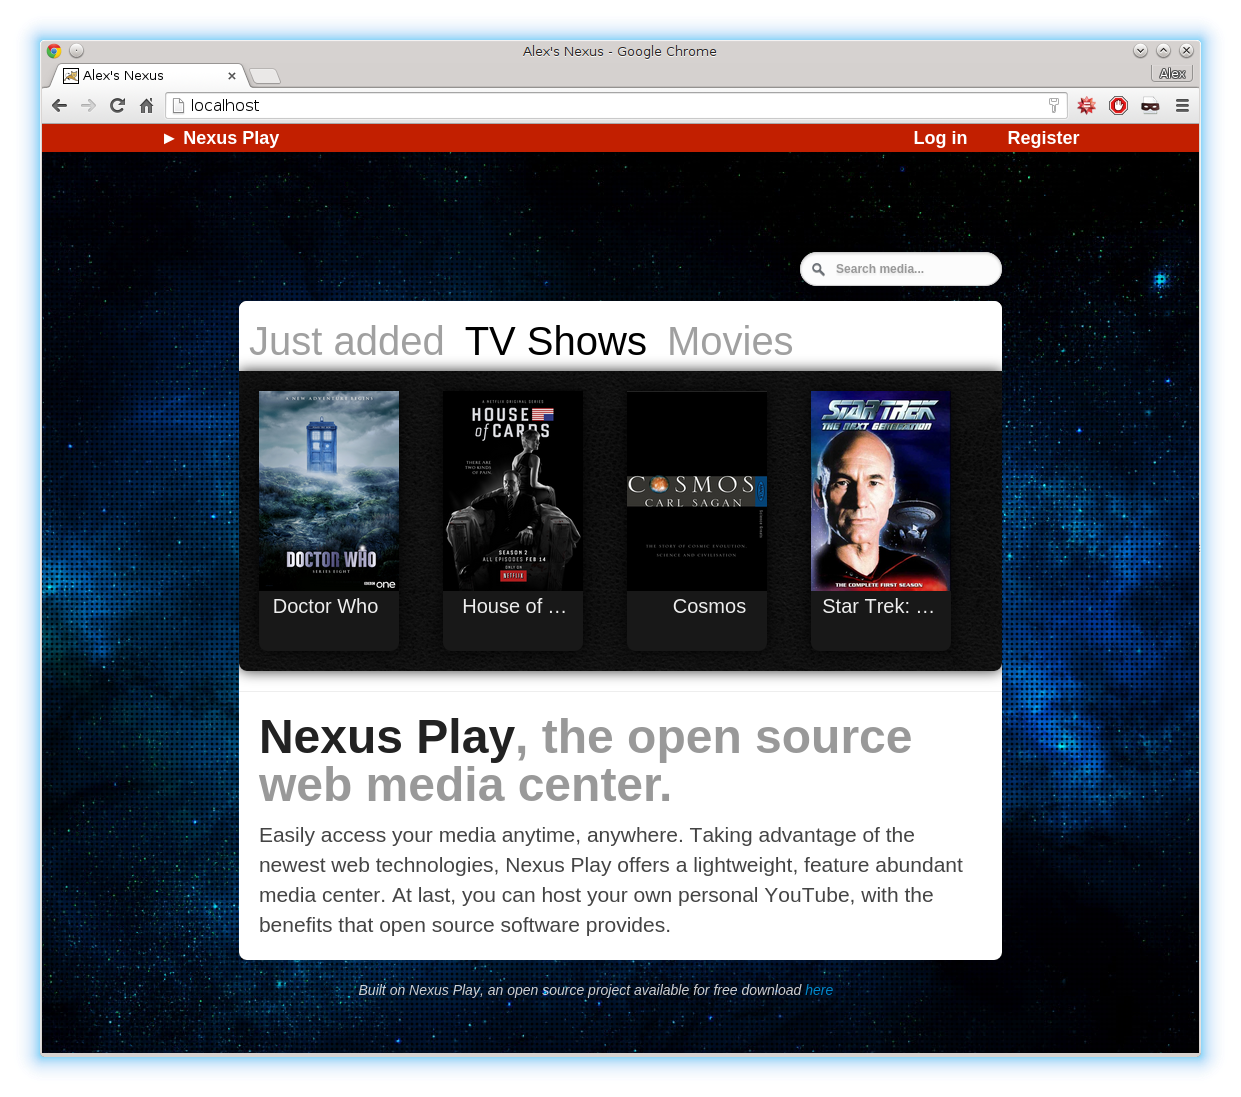 Alex's Nexus - Google Chrome
Alex's Nexus
Alex
localhost
► Nexus Play Log in Register
Search media...
Just added TV Shows Movies
A NEW ADVENTURE BEGINS
DOCTOR WHO
SERIES EIGHT
BBC one
Doctor Who
A NETFLIX ORIGINAL SERIES
HOUSE
of CARDS
THERE ARE
TWO KINDS
OF PAIN.
SEASON 2
ALL EPISODES FEB 14
ONLY ON
NETFLIX
House of …
COSMOS
CARL SAGAN
THE STORY OF COSMIC EVOLUTION,
SCIENCE AND CIVILISATION
Cosmos
STAR TREK
THE NEXT GENERATION
THE COMPLETE FIRST SEASON
Star Trek: …
Nexus Play, the open source
web media center.
Easily access your media anytime, anywhere. Taking advantage of the
newest web technologies, Nexus Play offers a lightweight, feature abundant
media center. At last, you can host your own personal YouTube, with the
benefits that open source software provides.
Built on Nexus Play, an open source project available for free download here